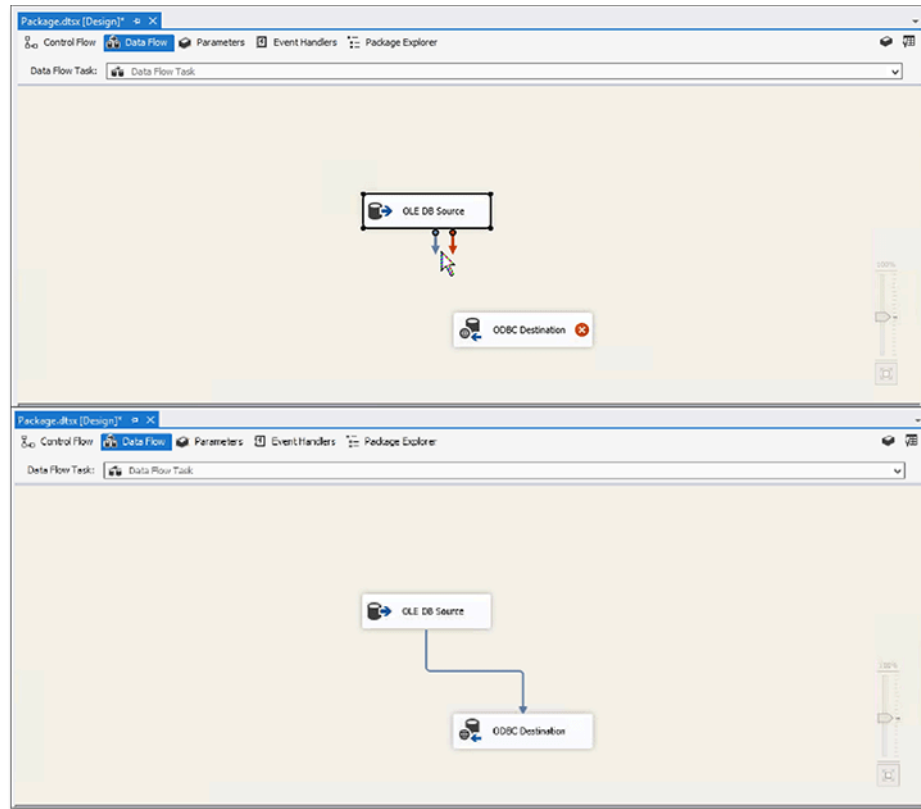 Package.dtsx [Design]*
Control Flow Data Flow Parameters Event Handlers Package Explorer
Data Flow Task: Data Flow Task
OLE DB Source
100%
ODBC Destination
Package.dtsx [Design]*
Control Flow Data Flow Parameters Event Handlers Package Explorer
Data Flow Task: Data Flow Task
OLE DB Source
100%
ODBC Destination